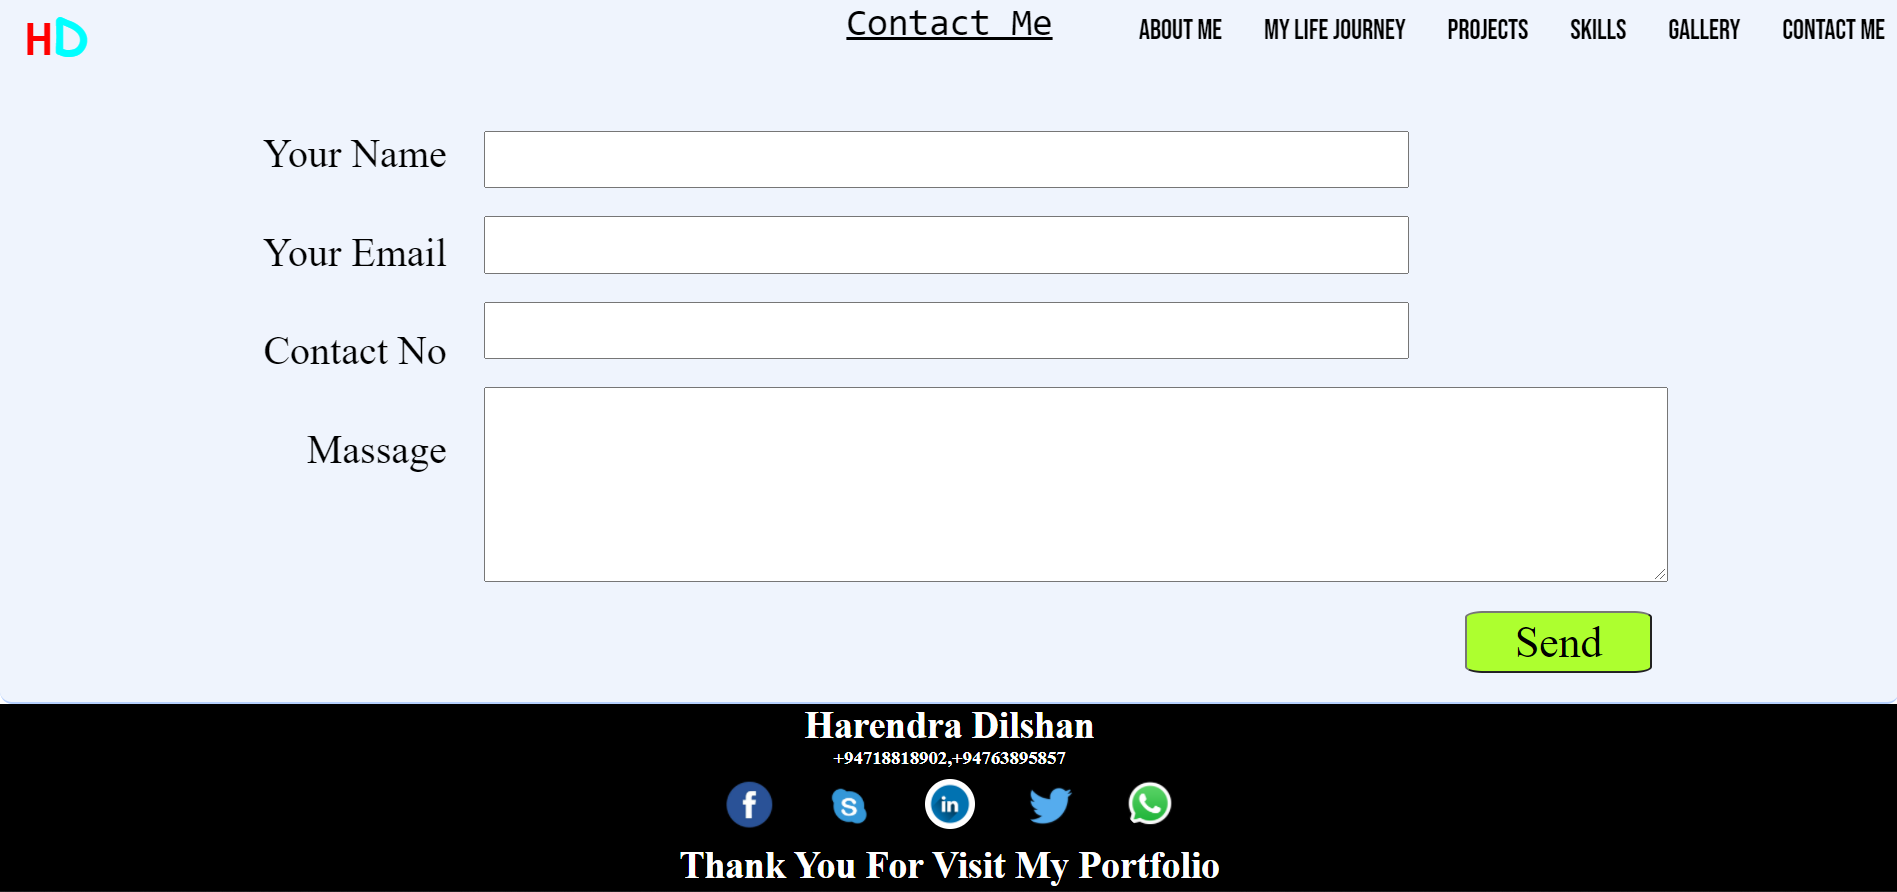 HD
Contact Me
ABOUT ME MY LIFE JOURNEY PROJECTS SKILLS GALLERY CONTACT ME
Your Name
Your Email
Contact No
Massage
Send
Harendra Dilshan
+94718818902,+94763895857
f S in
Thank You For Visit My Portfolio